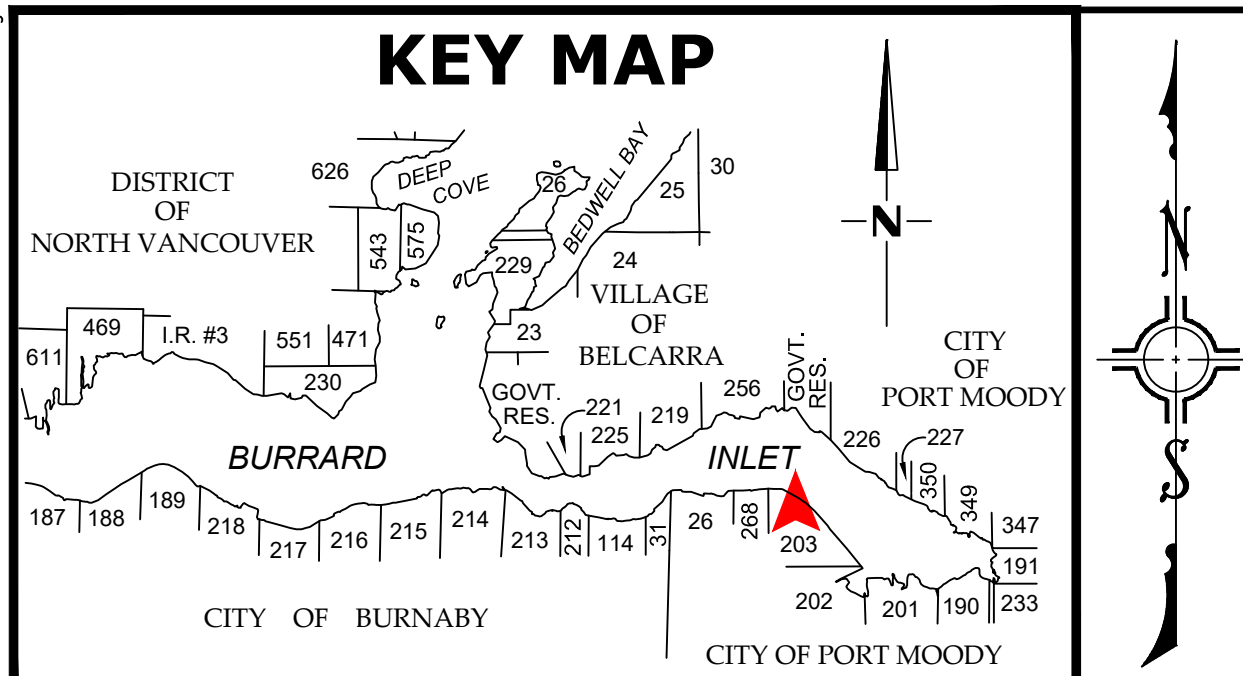 KEY MAP
626
DEEP
COVE
DISTRICT
OF
NORTH VANCOUVER
543
575
26
BEDWELL BAY
30
25
24
229
N
VILLAGE
OF
BELCARRA
23
469
I.R. #3
551
471
611
230
CITY
OF
PORT MOODY
GOVT.
RES.
221
225
219
256
GOVT.
RES.
226
227
350
349
347
191
233
BURRARD
INLET
187
188
189
218
217
216
215
214
213
212
114
31
26
268
203
202
201
190
CITY OF BURNABY
CITY OF PORT MOODY
N
S